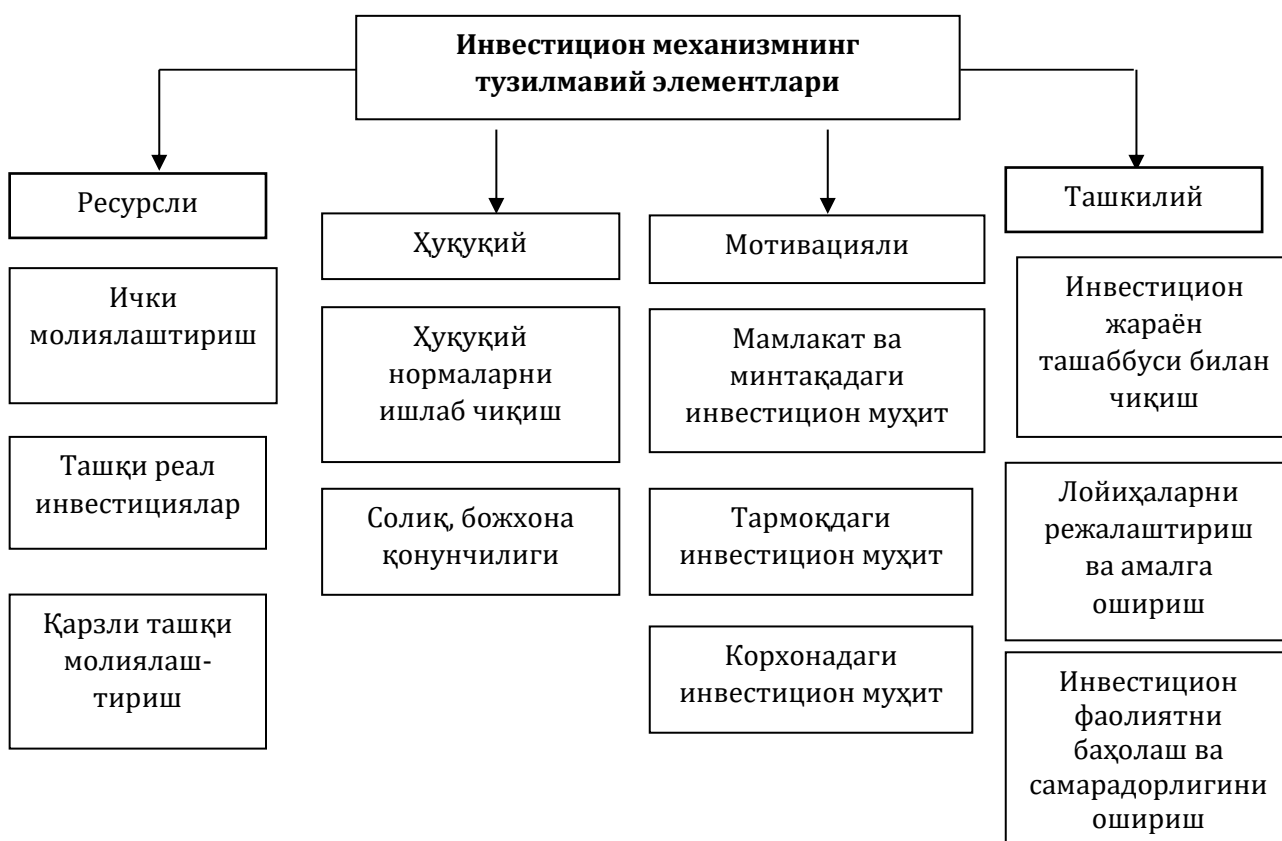 Инвестицион механизмнинг
тузилмавий элементлари
Ресурсли
Ички
молиялаштириш
Ташқи реал
инвестициялар
Қарзли ташқи
молиялаш-
тириш
Ҳуқуқий
Ҳуқуқий
нормаларни
ишлаб чиқиш
Солиқ, божхона
қонунчилиги
Мотивацияли
Мамлакат ва
минтақадаги
инвестицион муҳит
Тармоқдаги
инвестицион муҳит
Корхонадаги
инвестицион муҳит
Ташкилий
Инвестицион
жараён
ташаббуси билан
чиқиш
Лойиҳаларни
режалаштириш
ва амалга
ошириш
Инвестицион
фаолиятни
баҳолаш ва
самарадорлигини
ошириш